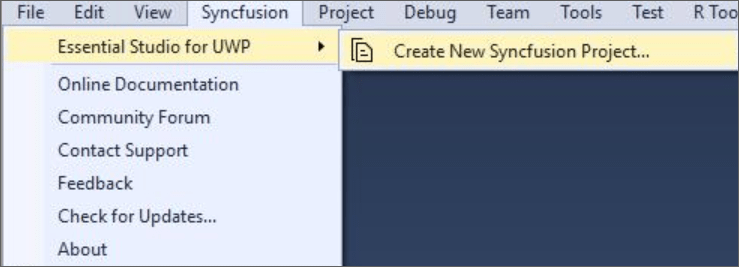 File Edit View Syncfusion Project Debug Team Tools Test R Too
Essential Studio for UWP Create New Syncfusion Project...
Online Documentation
Community Forum
Contact Support
Feedback
Check for Updates...
About